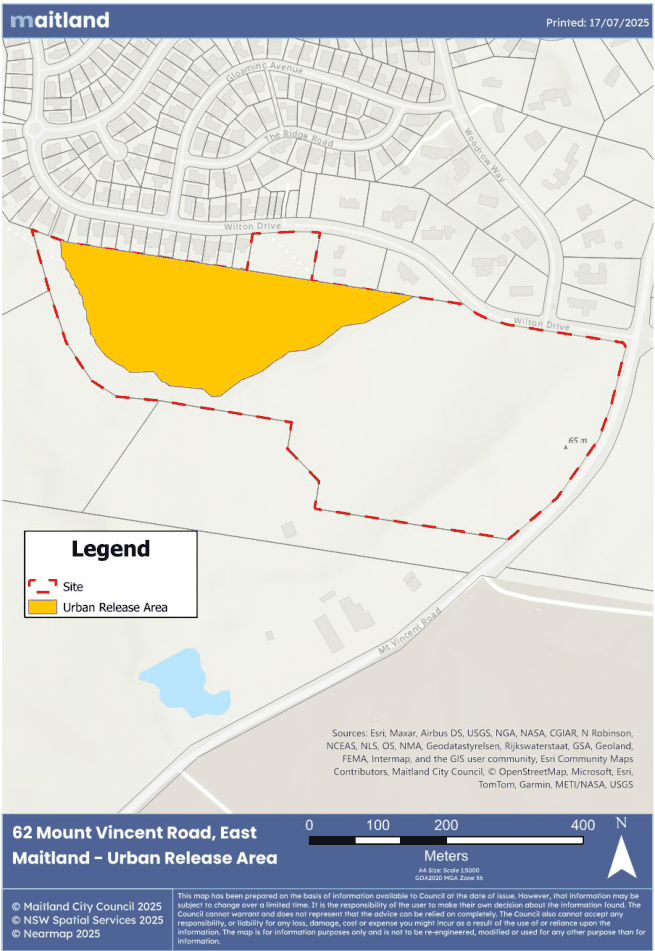 maitland
Printed: 17/07/2025
Gloaming Avenue
The Ridge Road
Woodrow Way
Wilton Drive
Wilton Drive
65 m
Legend
Site
Urban Release Area
Mt Vincent Road
Sources: Esri, Maxar, Airbus DS, USGS, NGA, NASA, CGIAR, N Robinson,
NCEAS, NLS, OS, NMA, Geodatastyrelsen, Rijkswaterstaat, GSA, Geoland,
FEMA, Intermap, and the GIS user community, Esri Community Maps
Contributors, Maitland City Council, © OpenStreetMap, Microsoft, Esri,
TomTom, Garmin, METI/NASA, USGS
62 Mount Vincent Road, East
Maitland - Urban Release Area
0 100 200 400
Meters
A4 Size: Scale 1:5000
GDA2020 MGA Zone 56
N
© Maitland City Council 2025
© NSW Spatial Services 2025
© Nearmap 2025
This map has been prepared on the basis of information available to Council at the date of issue. However, that information may be
subject to change over a limited time. It is the responsibility of the user to make their own decision about the information found. The
Council cannot warrant and does not represent that the advice can be relied on completely. The Council also cannot accept any
responsibility, or liability for any loss, damage, cost or expense you might incur as a result of the use of or reliance upon the
information. The map is for information purposes only and is not to be re-engineered, modified or used for any other purpose than for
information.